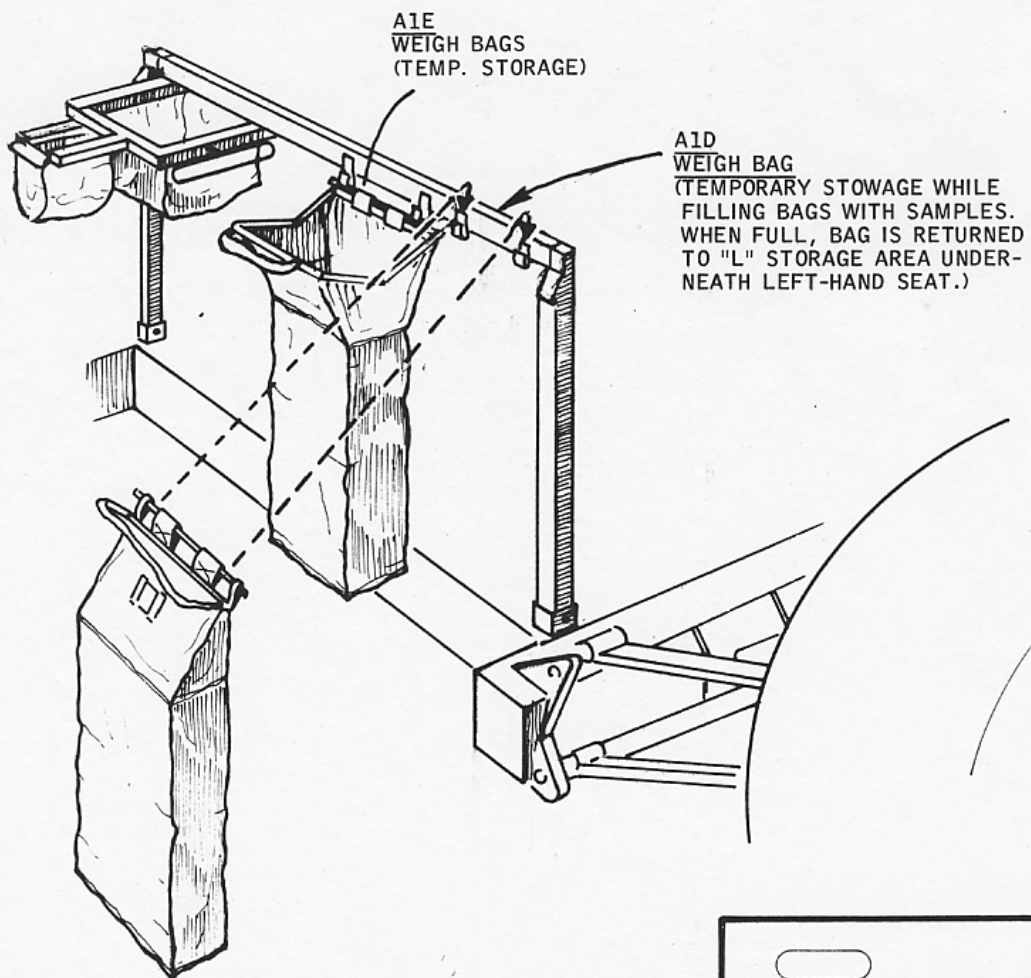 A1E
WEIGH BAGS
(TEMP. STORAGE)
A1D
WEIGH BAG
(TEMPORARY STOWAGE WHILE
FILLING BAGS WITH SAMPLES.
WHEN FULL, BAG IS RETURNED
TO "L" STORAGE AREA UNDER-
NEATH LEFT-HAND SEAT.)